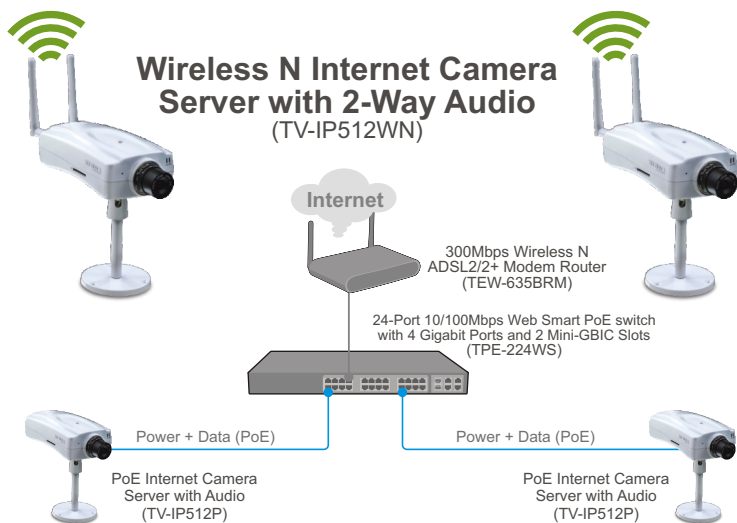 Wireless N Internet Camera
Server with 2-Way Audio
(TV-IP512WN)
Internet
300Mbps Wireless N
ADSL2/2+ Modem Router
(TEW-635BRM)
24-Port 10/100Mbps Web Smart PoE switch
with 4 Gigabit Ports and 2 Mini-GBIC Slots
(TPE-224WS)
Power + Data (PoE)
Power + Data (PoE)
PoE Internet Camera
Server with Audio
(TV-IP512P)
PoE Internet Camera
Server with Audio
(TV-IP512P)